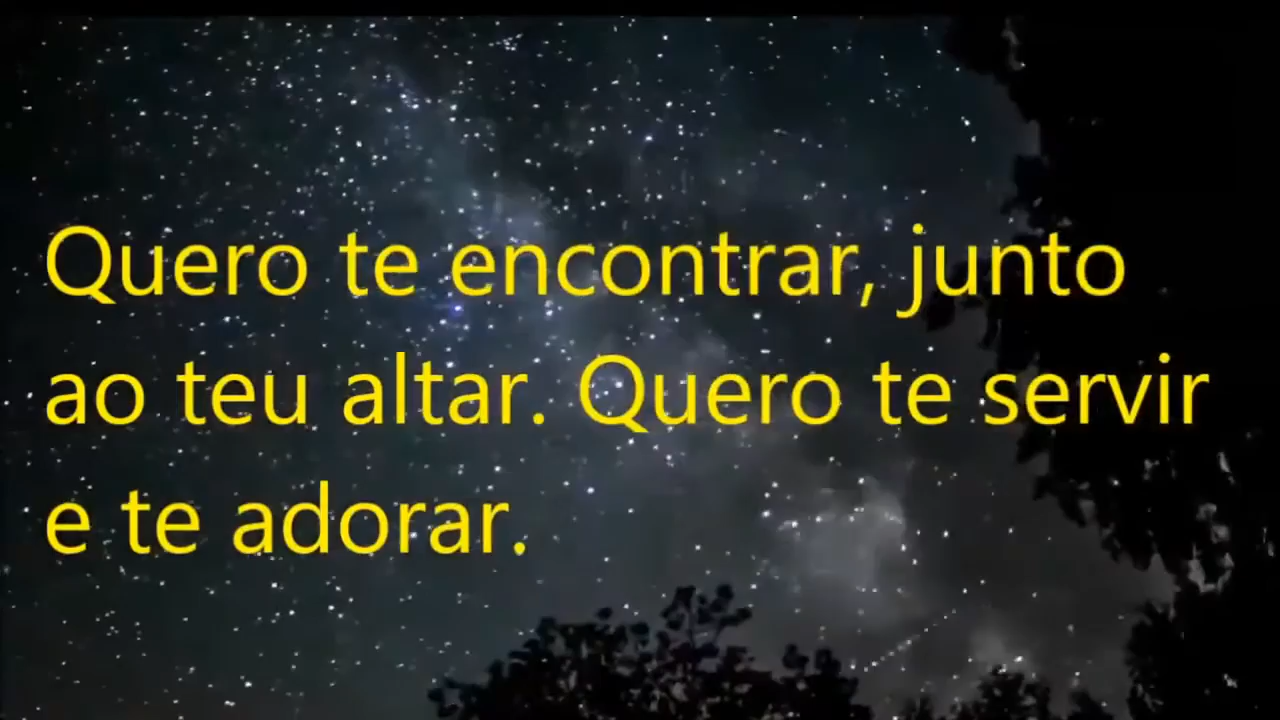 Quero te encontrar, junto
ao teu altar. Quero te servir
e te adorar.